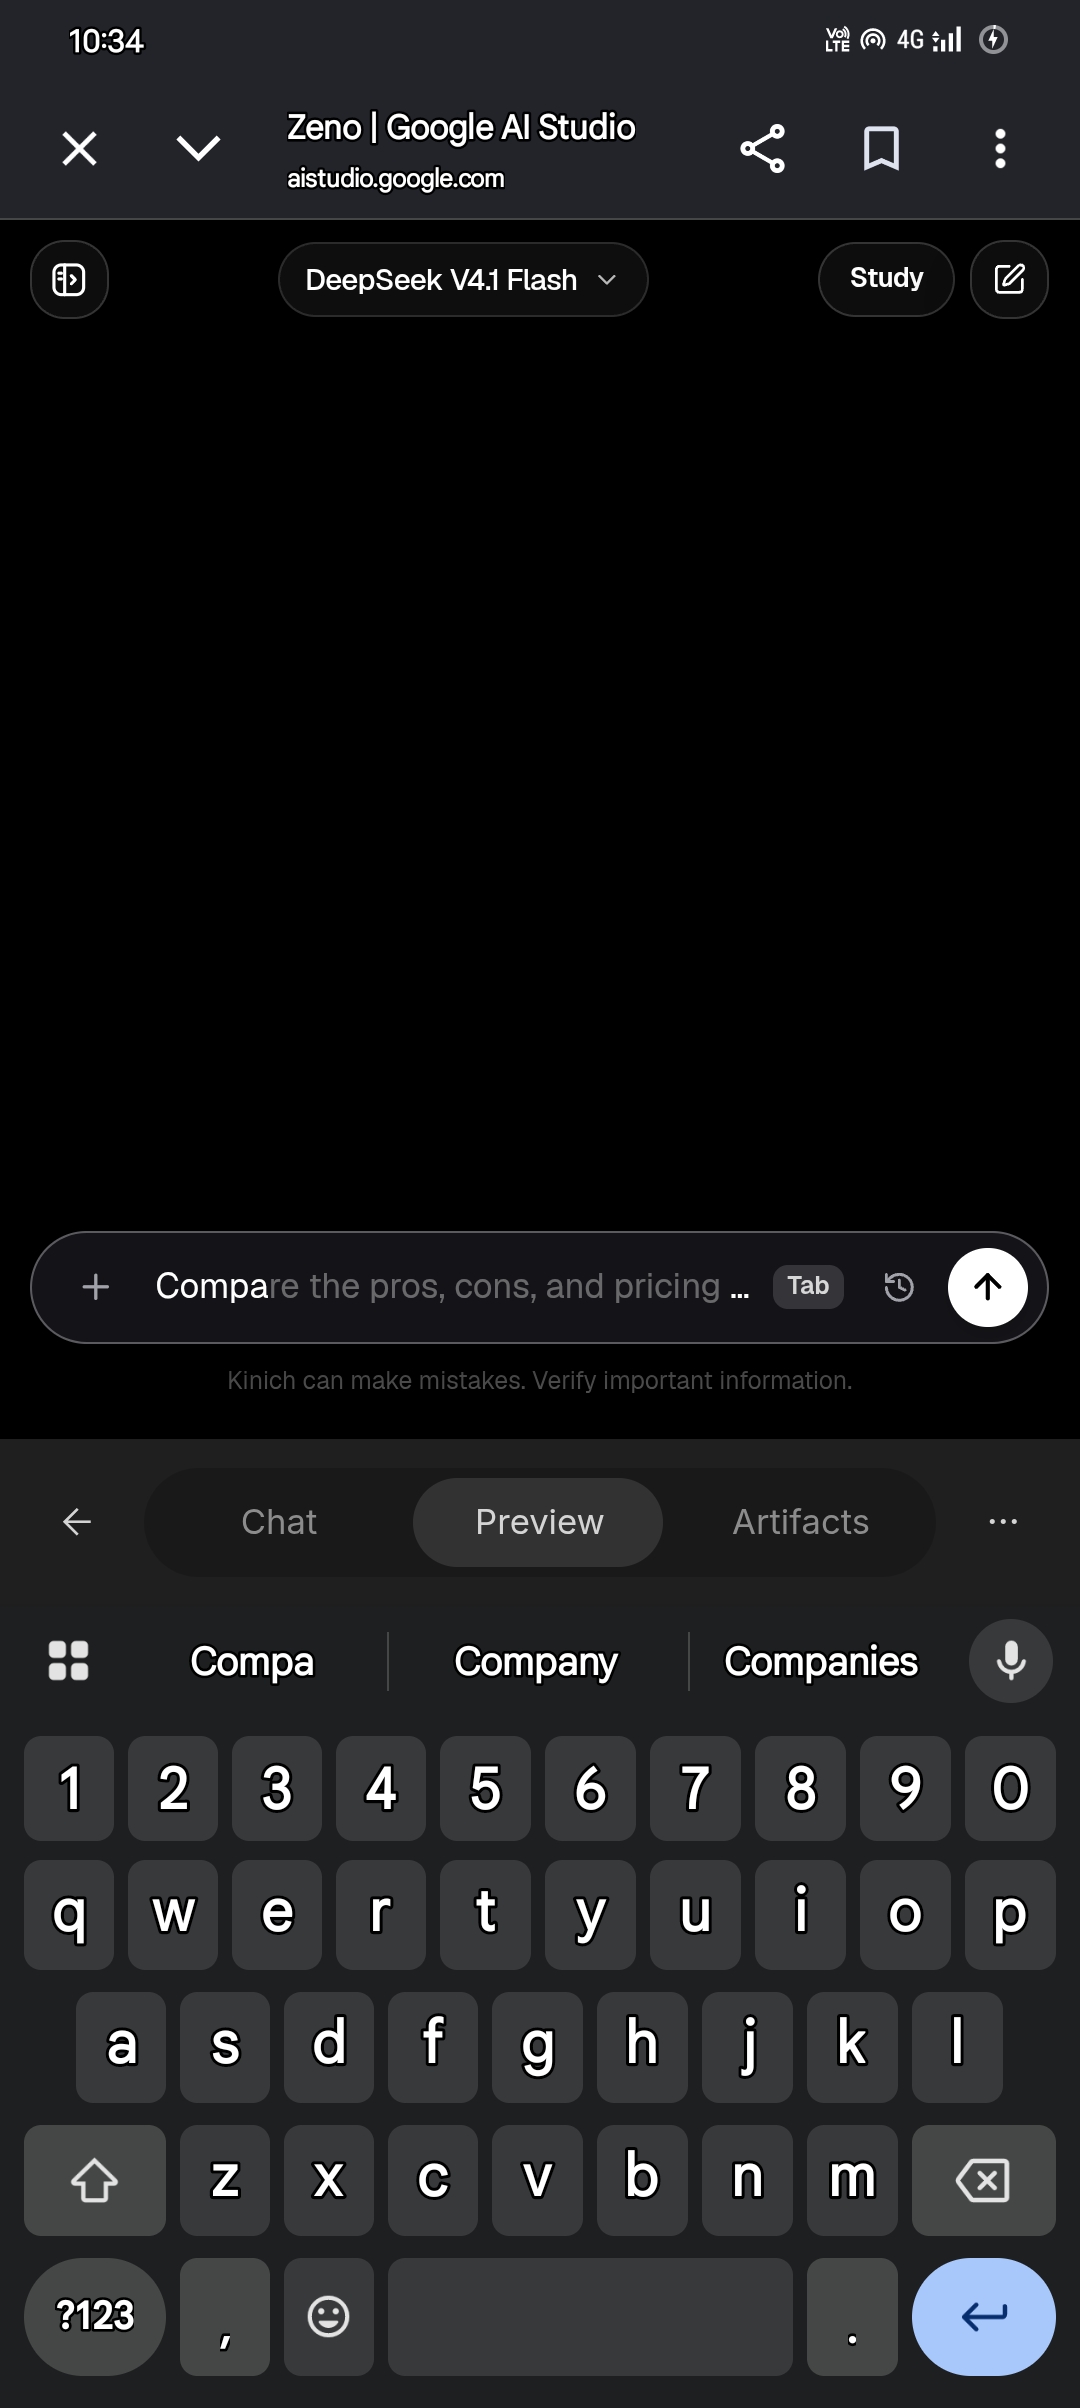 10:34
Vo)) LTE 4G
Zeno | Google AI Studio
aistudio.google.com
DeepSeek V4.1 Flash
Study
Compare the pros, cons, and pricing ... Tab
Kinich can make mistakes. Verify important information.
Chat Preview Artifacts
Compa Company Companies
1 2 3 4 5 6 7 8 9 0
q w e r t y u i o p
a s d f g h j k l
z x c v b n m
?123 , .